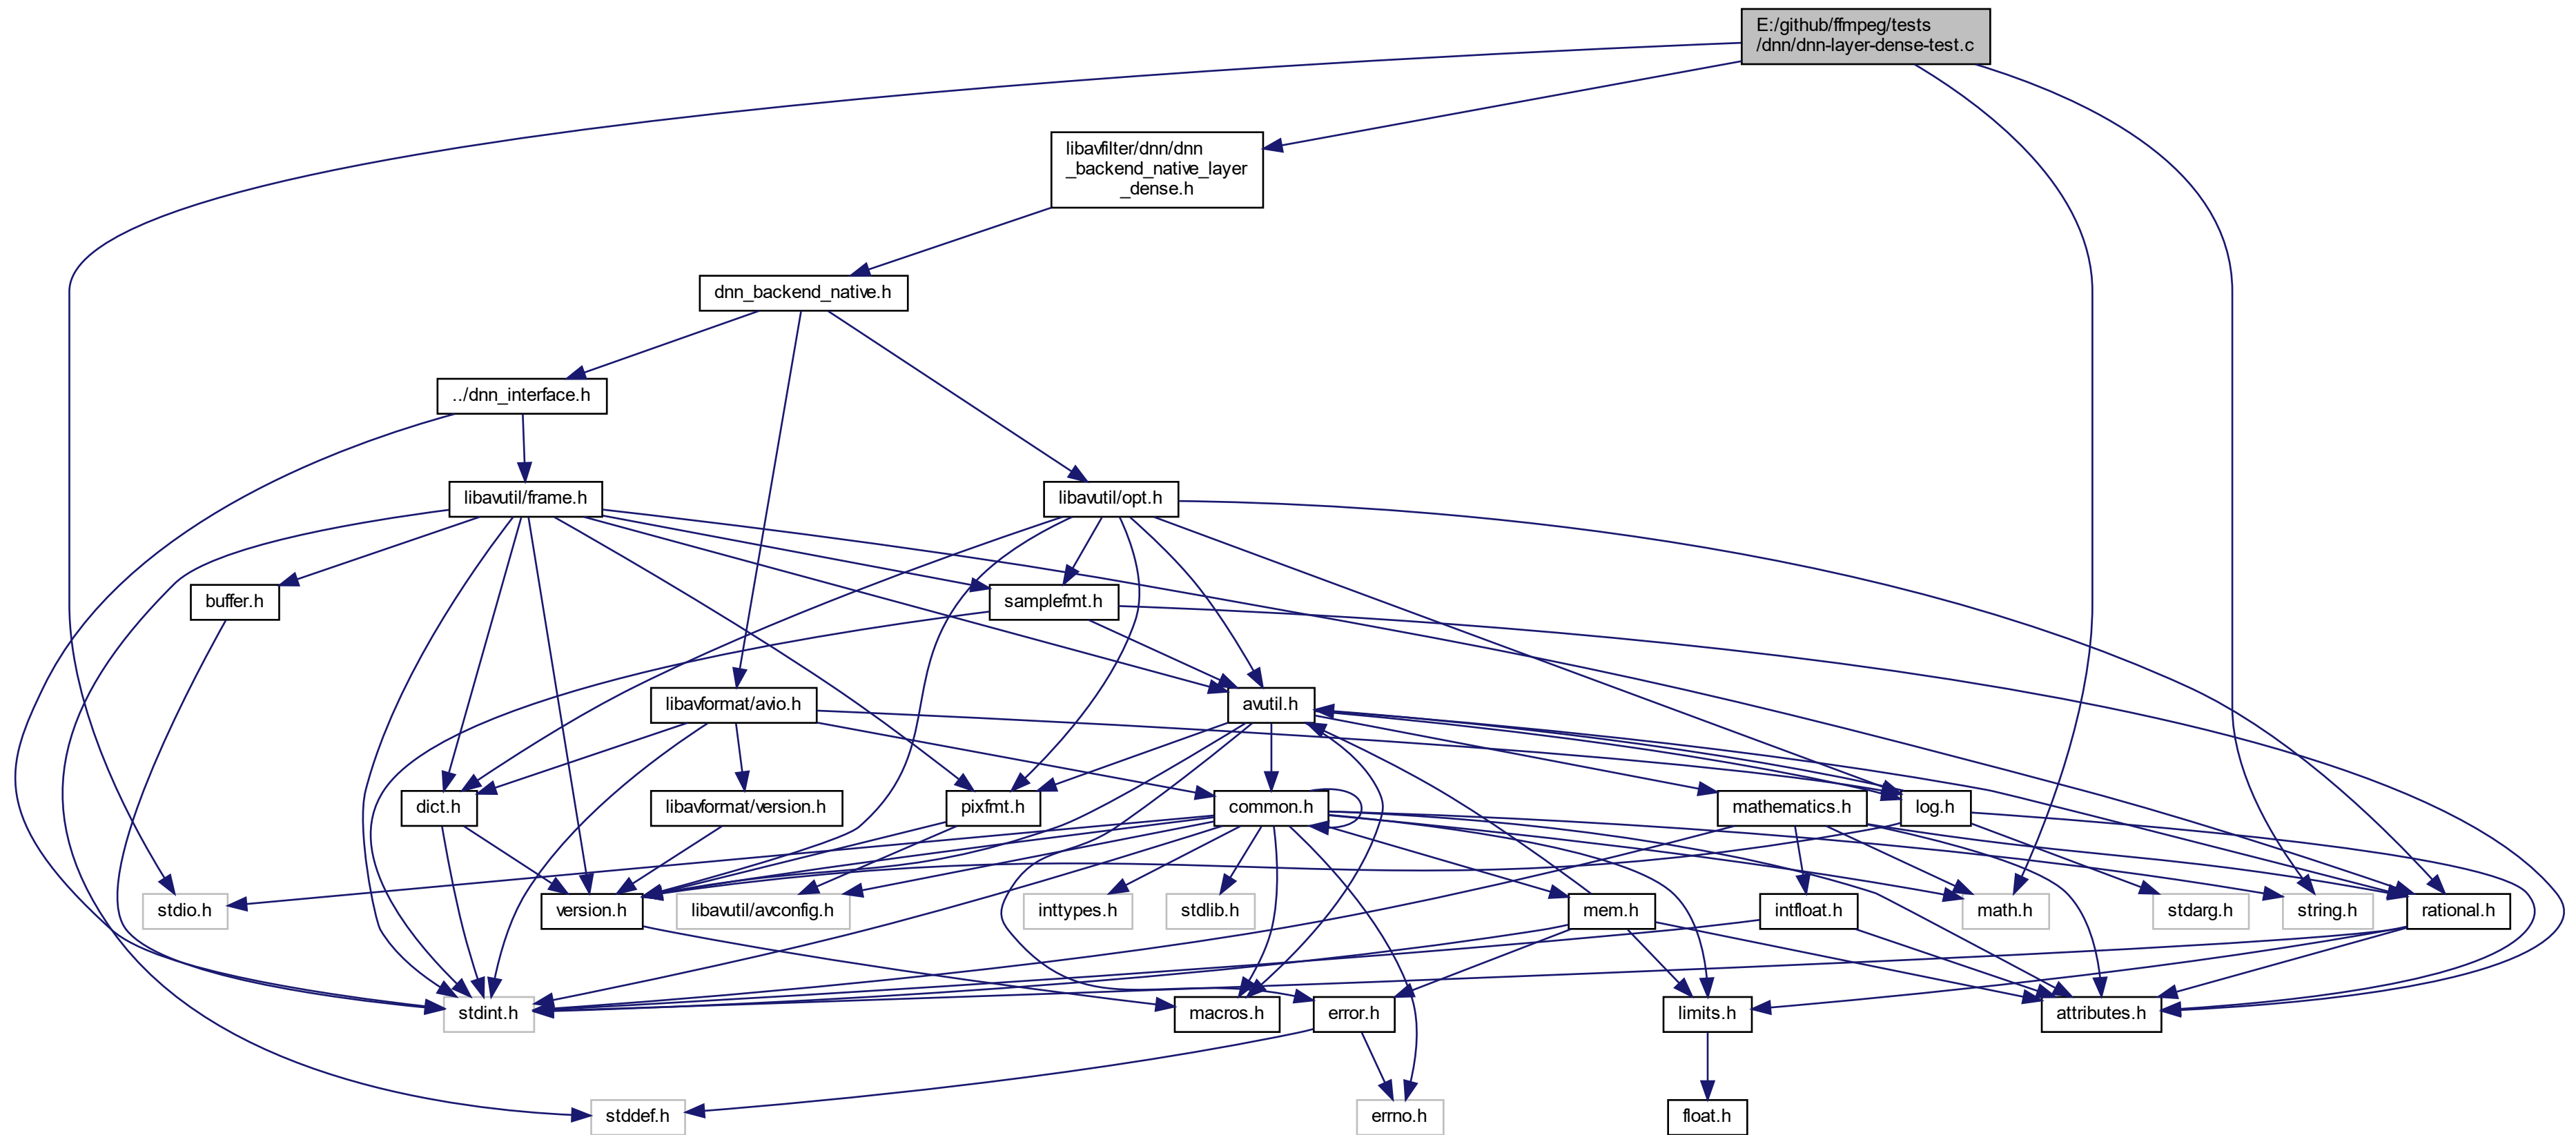 E:/github/ffmpeg/tests
/dnn/dnn-layer-dense-test.c
libavfilter/dnn/dnn
_backend_native_layer
_dense.h
dnn_backend_native.h
../dnn_interface.h
libavutil/frame.h
libavutil/opt.h
buffer.h
samplefmt.h
libavformat/avio.h
avutil.h
dict.h
libavformat/version.h
pixfmt.h
common.h
mathematics.h
log.h
stdio.h
version.h
libavutil/avconfig.h
inttypes.h
stdlib.h
mem.h
intfloat.h
math.h
stdarg.h
string.h
rational.h
stdint.h
macros.h
error.h
limits.h
attributes.h
stddef.h
errno.h
float.h